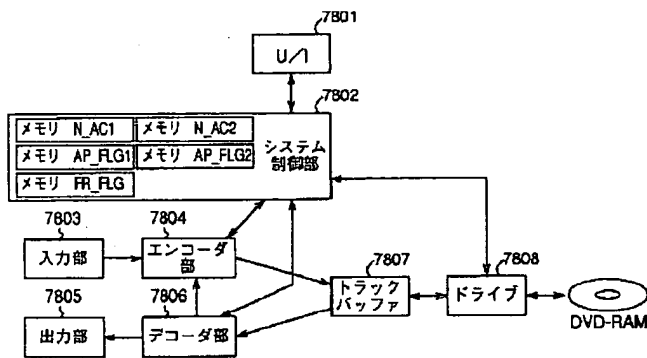 7801
U/I
7802
メモリ N_AC1
メモリ N_AC2
メモリ AP_FLG1
メモリ AP_FLG2
メモリ FR_FLG
システム
制御部
7803
入力部
7804
エンコーダ
部
7805
出力部
7806
デコーダ部
7807
トラック
バッファ
7808
ドライブ
DVD-RAM